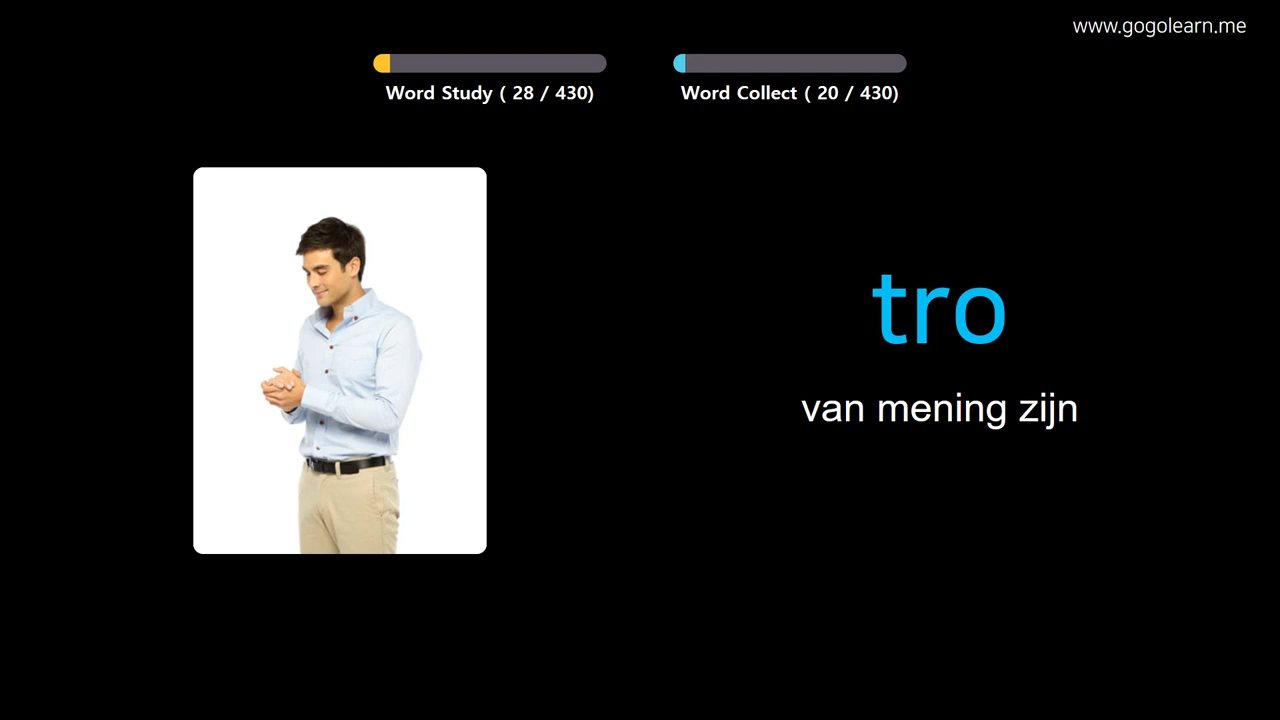 www.gogolearn.me
Word Study ( 28 / 430)
Word Collect ( 20 / 430)
tro
van mening zijn